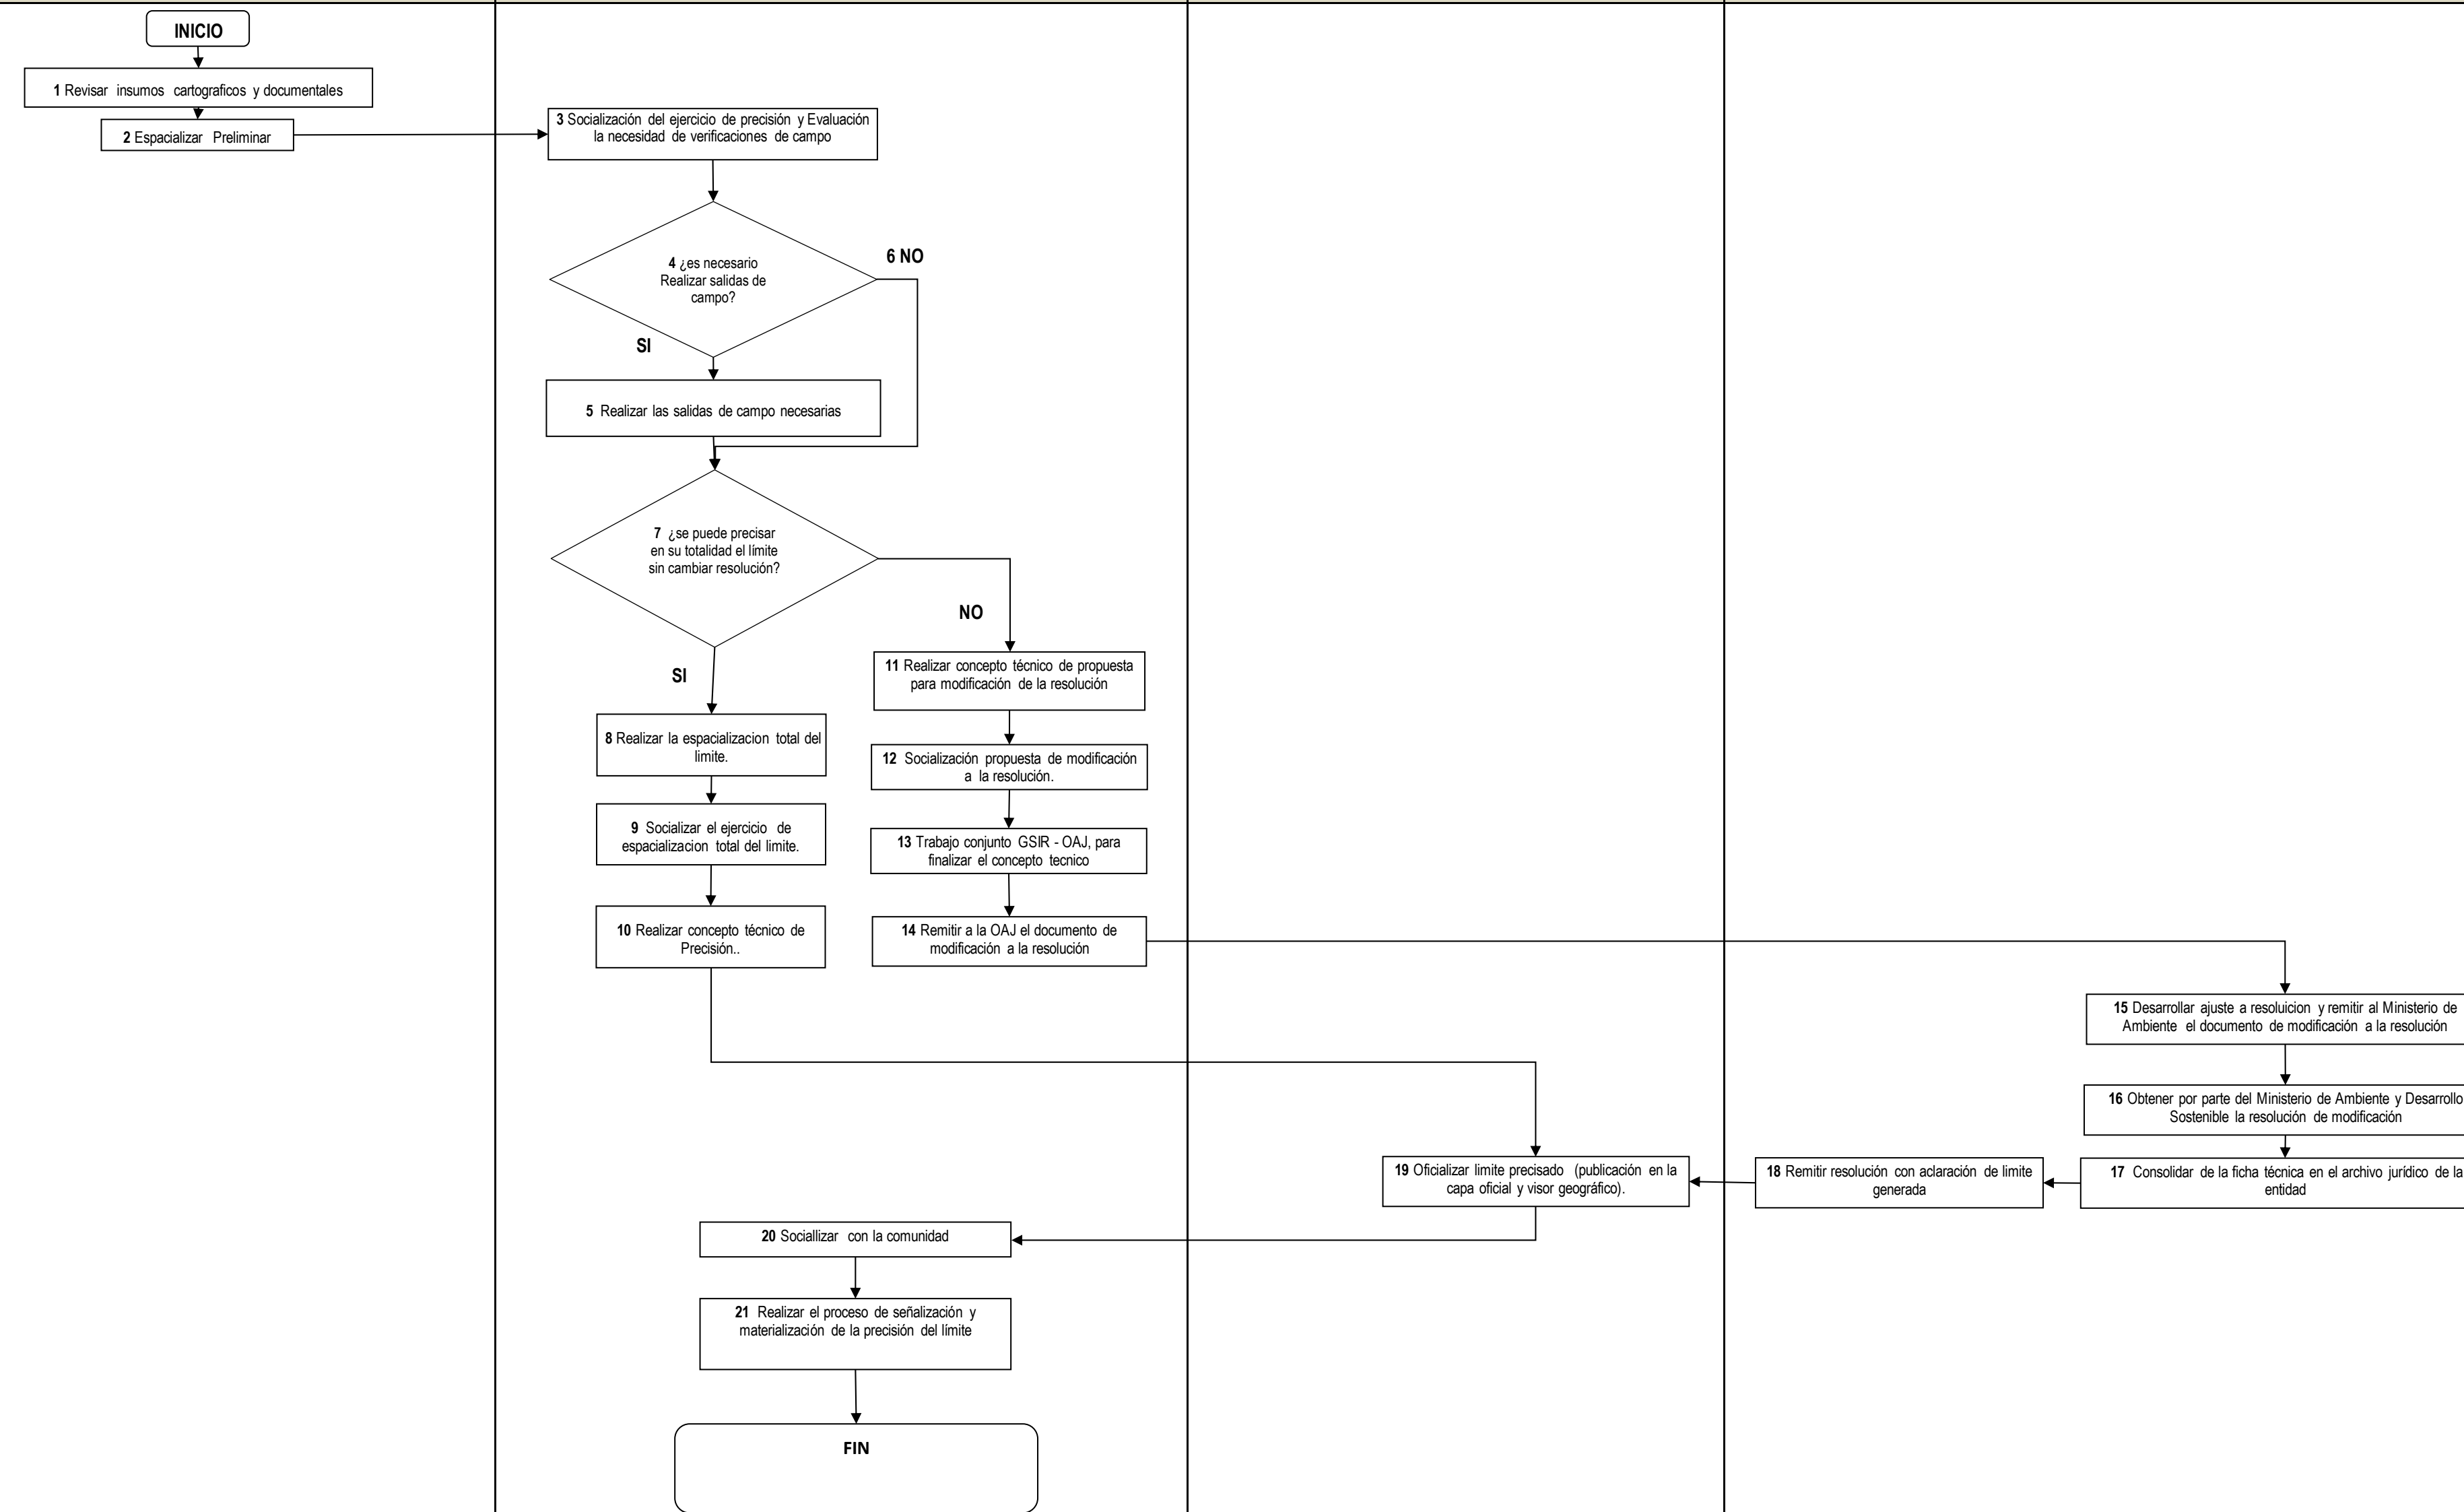 INICIO
1 Revisar insumos cartograficos y documentales
2 Espacializar Preliminar
3 Socialización del ejercicio de precisión y Evaluación
la necesidad de verificaciones de campo
4 ¿es necesario
Realizar salidas de
campo?
6 NO
SI
5 Realizar las salidas de campo necesarias
7 ¿se puede precisar
en su totalidad el límite
sin cambiar resolución?
NO
SI
8 Realizar la espacializacion total del
limite.
9 Socializar el ejercicio de
espacializacion total del limite.
10 Realizar concepto técnico de
Precisión..
11 Realizar concepto técnico de propuesta
para modificación de la resolución
12 Socialización propuesta de modificación
a la resolución.
13 Trabajo conjunto GSIR - OAJ, para
finalizar el concepto tecnico
14 Remitir a la OAJ el documento de
modificación a la resolución
15 Desarrollar ajuste a resoluicion y remitir al Ministerio de
Ambiente el documento de modificación a la resolución
16 Obtener por parte del Ministerio de Ambiente y Desarrollo
Sostenible la resolución de modificación
17 Consolidar de la ficha técnica en el archivo jurídico de la
entidad
18 Remitir resolución con aclaración de limite
generada
19 Oficializar limite precisado (publicación en la
capa oficial y visor geográfico).
20 Sociallizar con la comunidad
21 Realizar el proceso de señalización y
materialización de la precisión del límite
FIN